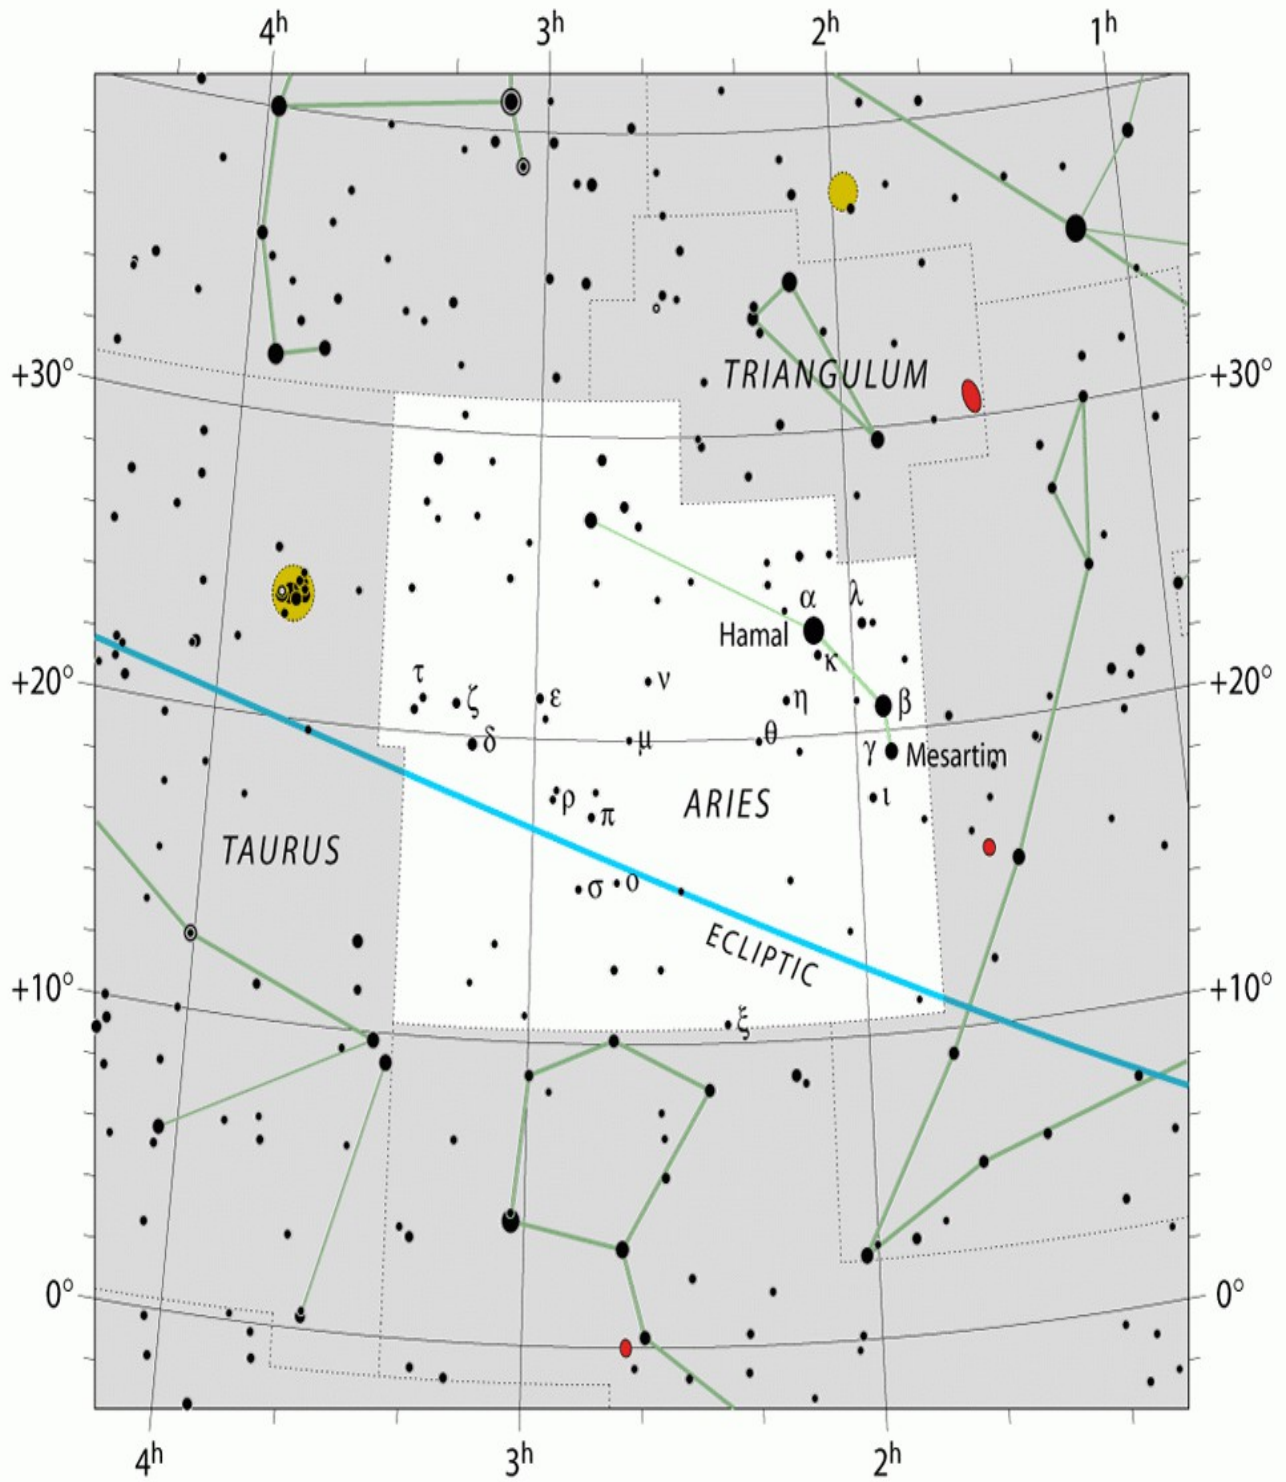 4h 3h 2h 1h
TRIANGULUM
+30° +30°
α λ
Hamal
κ
+20° τ ζ ε ν η β +20°
δ μ θ γ Mesartim
ρ π ARIES ι
TAURUS
σ ο
ECLIPTIC
+10° +10°
ξ
0° 0°
4h 3h 2h